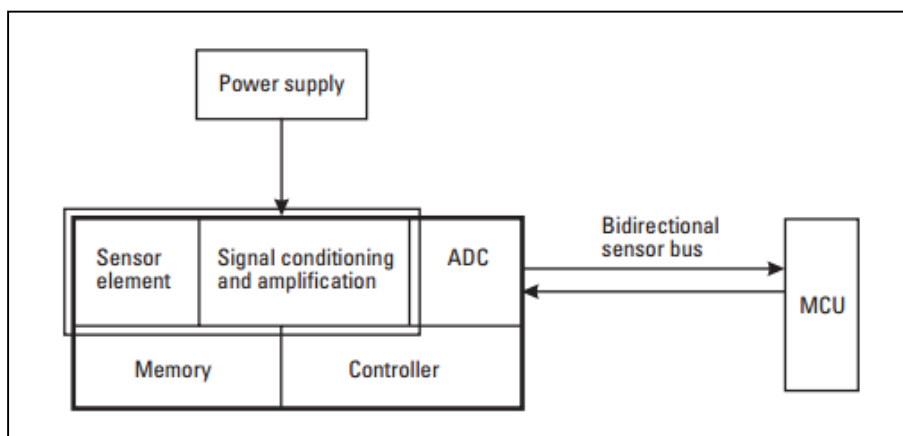 Power supply
Sensor
element
Signal conditioning
and amplification
ADC
Bidirectional
sensor bus
MCU
Memory
Controller